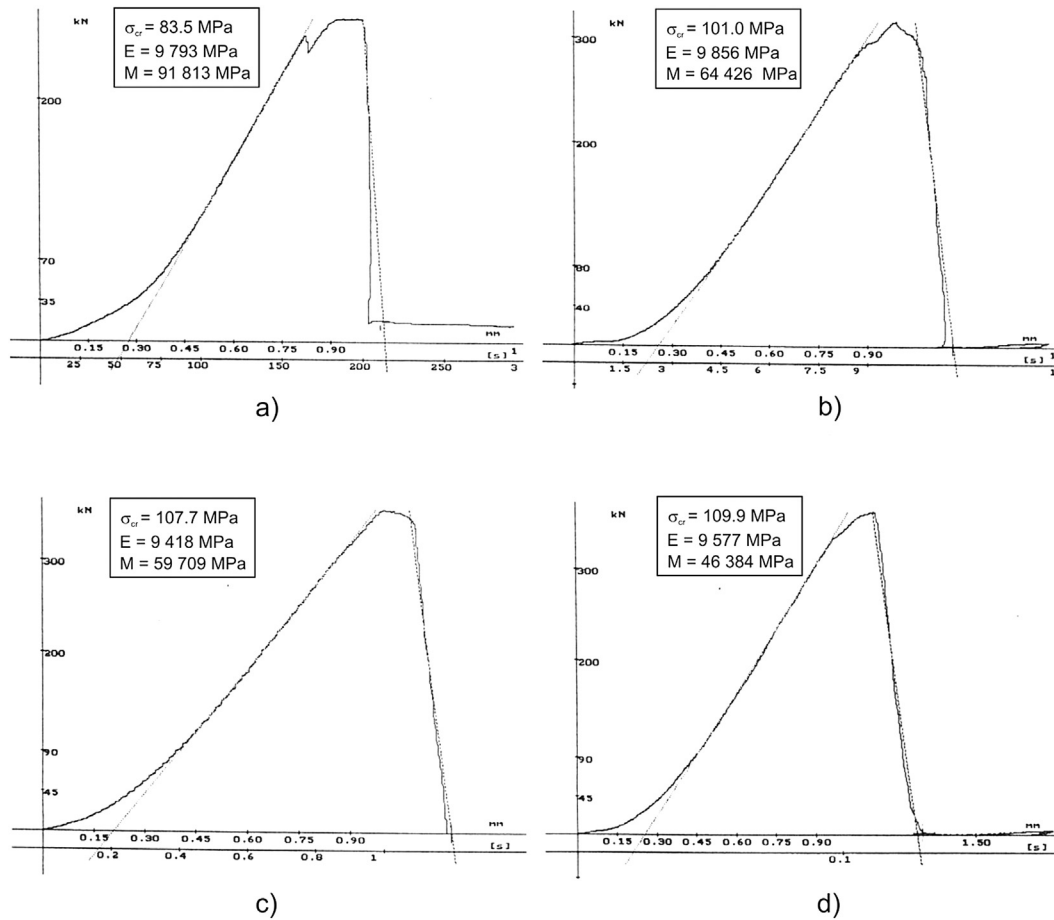 kN
σcr = 83.5 MPa
E = 9 793 MPa
M = 91 813 MPa
200
70
35
MM
0.15 0.30 0.45 0.60 0.75 0.90
[s] 1
25 50 75 100 150 200 250 3
a)
kN
σcr = 101.0 MPa
E = 9 856 MPa
M = 64 426 MPa
300
200
80
40
MM
0.15 0.30 0.45 0.60 0.75 0.90
[s] 1
1.5 3 4.5 6 7.5 9 1
b)
kN
σcr = 107.7 MPa
E = 9 418 MPa
M = 59 709 MPa
300
200
90
45
MM
0.15 0.30 0.45 0.60 0.75 0.90
[s]
0.2 0.4 0.6 0.8 1
c)
kN
σcr = 109.9 MPa
E = 9 577 MPa
M = 46 384 MPa
300
200
90
45
MM
0.15 0.30 0.45 0.60 0.75 0.90 1.50
[s]
0.1
d)